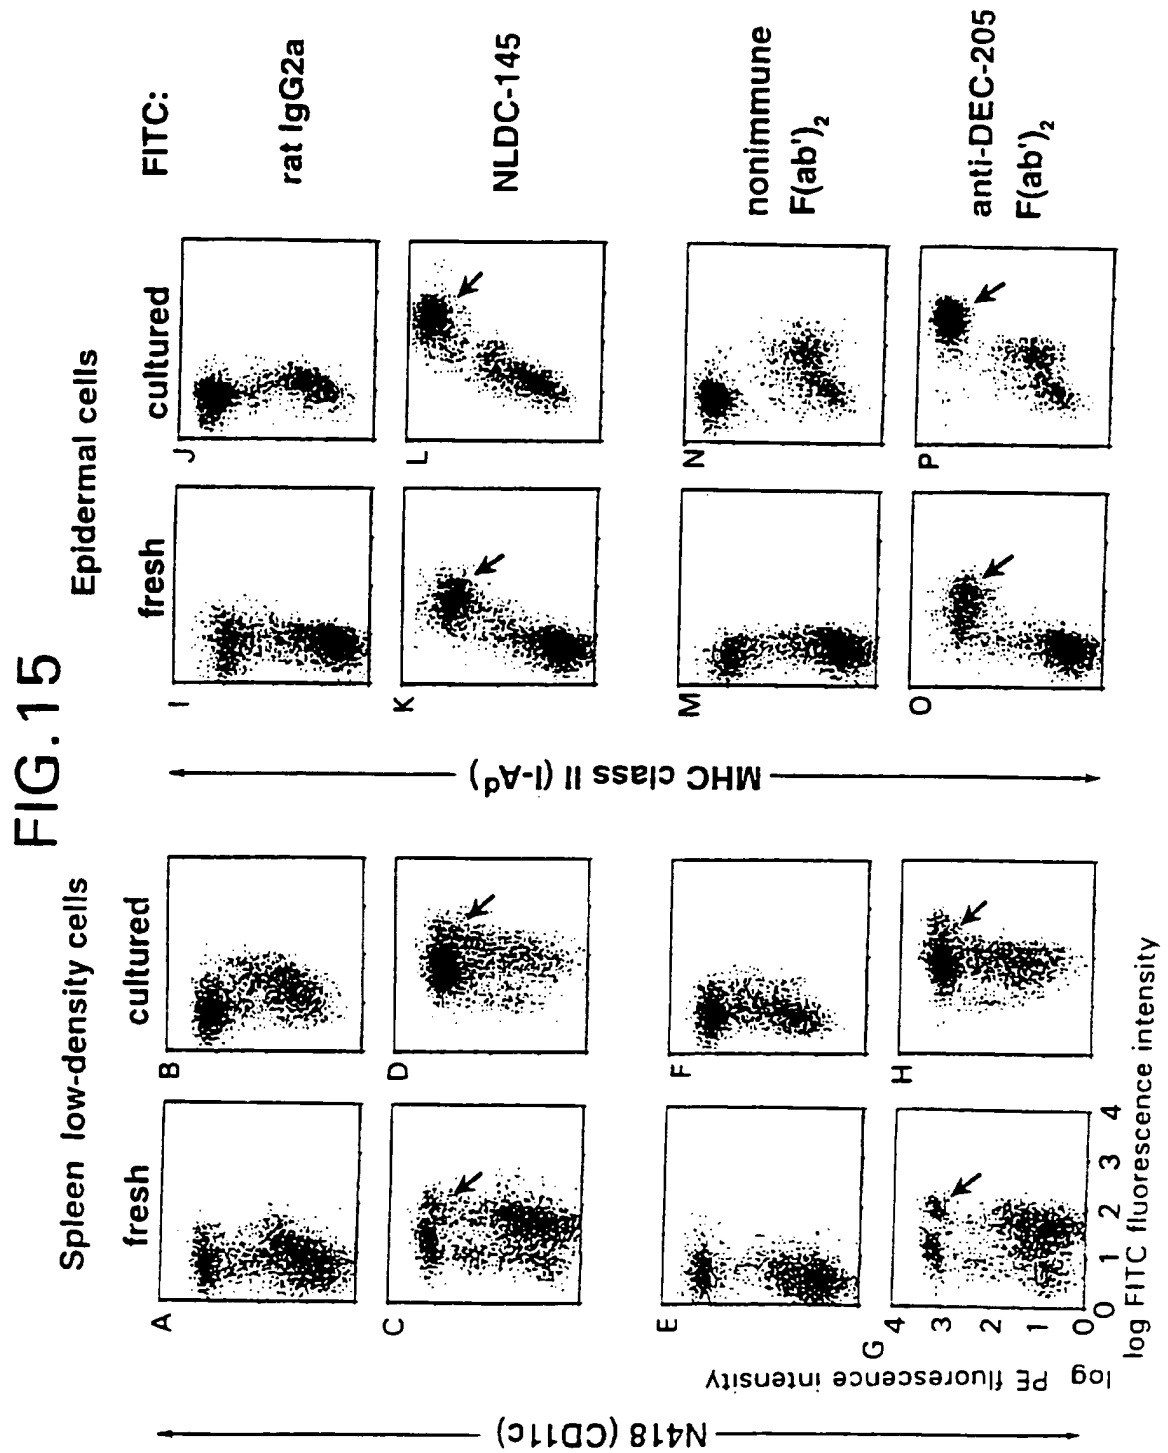 FIG. 15
Spleen low-density cells
Epidermal cells
fresh
cultured
fresh
cultured
FITC:
A
B
I
J
rat IgG2a
C
D
K
L
NLDC-145
E
F
M
N
nonimmune
F(ab')2
G
H
O
P
anti-DEC-205
F(ab')2
N418 (CD11c)
MHC class II (I-Ad)
log PE fluorescence intensity
4
3
2
1
0
0
1
2
3
4
log FITC fluorescence intensity